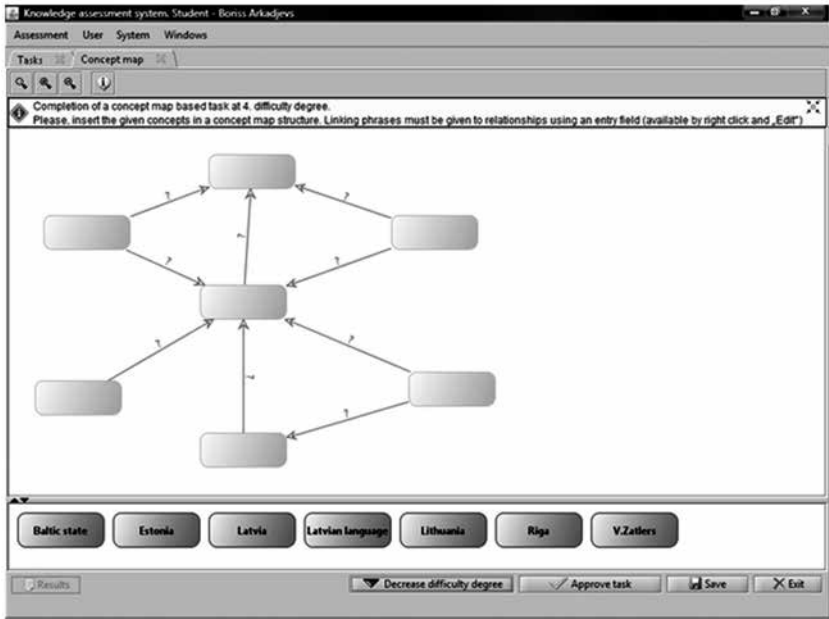 Knowledge assessment system. Student - Boriss Arkadjevs
Assessment User System Windows
Tasks Concept map
Completion of a concept map based task at 4. difficulty degree.
Please, insert the given concepts in a concept map structure. Linking phrases must be given to relationships using an entry field (available by right click and „Edit")
?
?
?
?
?
?
?
?
?
Baltic state Estonia Latvia Latvian language Lithuania Riga V.Zatlers
Results Decrease difficulty degree Approve task Save Exit